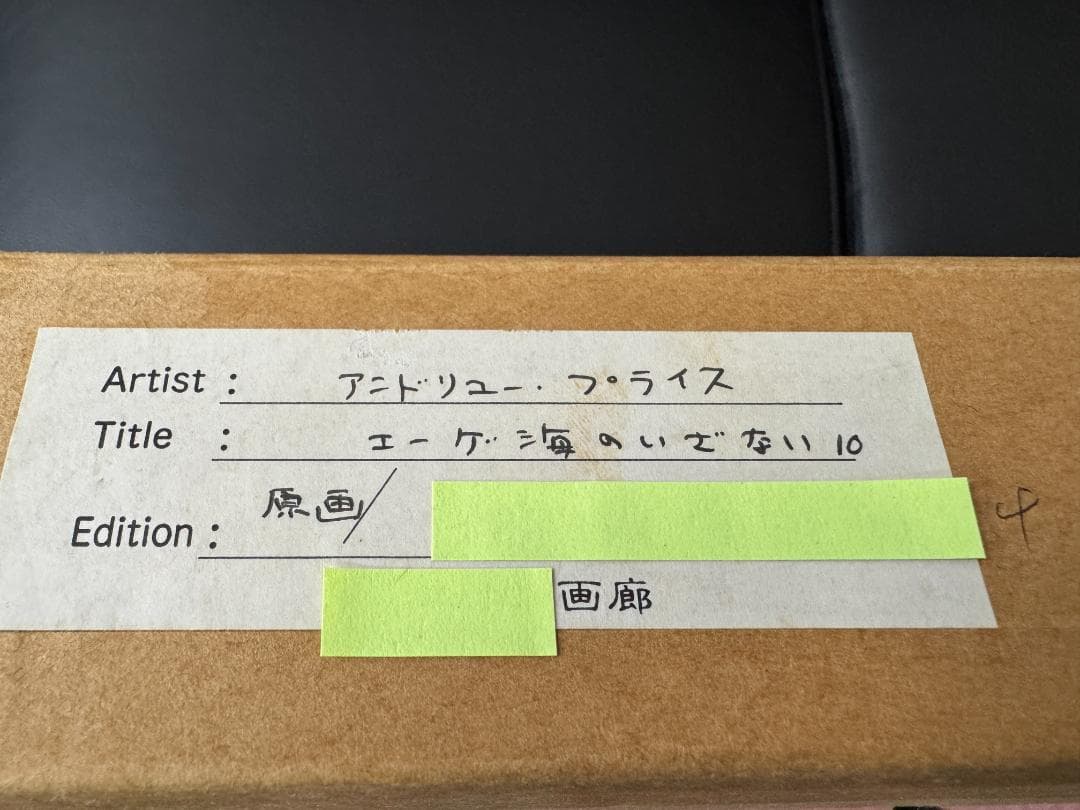 Artist : アンドリュー・プライス
Title : エーゲ海のいざない 10
Edition : 原画/
画廊